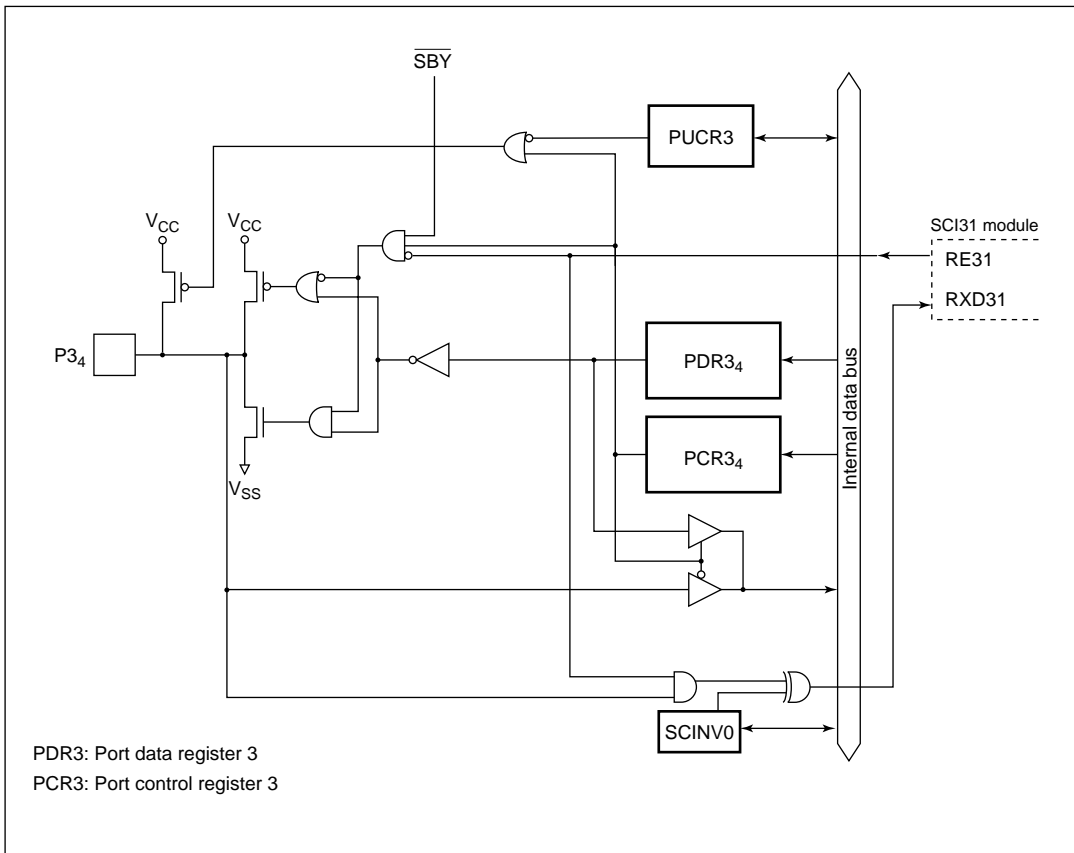 SBY
PUCR3
VCC
VCC
SCI31 module
RE31
RXD31
P34
PDR34
PCR34
Internal data bus
VSS
SCINV0
PDR3: Port data register 3
PCR3: Port control register 3